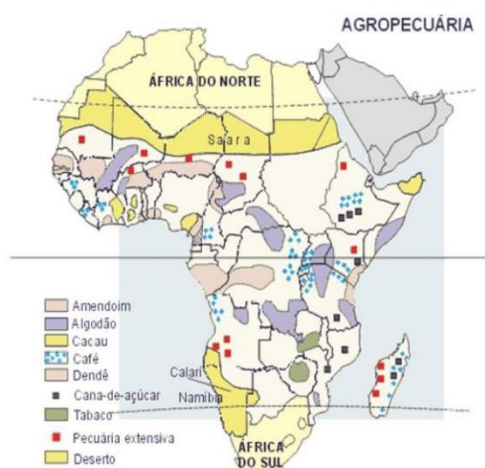 AGROPECUÁRIA
ÁFRICA DO NORTE
Saara
Amendoim
Algodão
Cacau
Café
Dendê
Cana-de-açúcar
Tabaco
Pecuária extensiva
Deserto
Calari
Namíbia
ÁFRICA
DO SUL